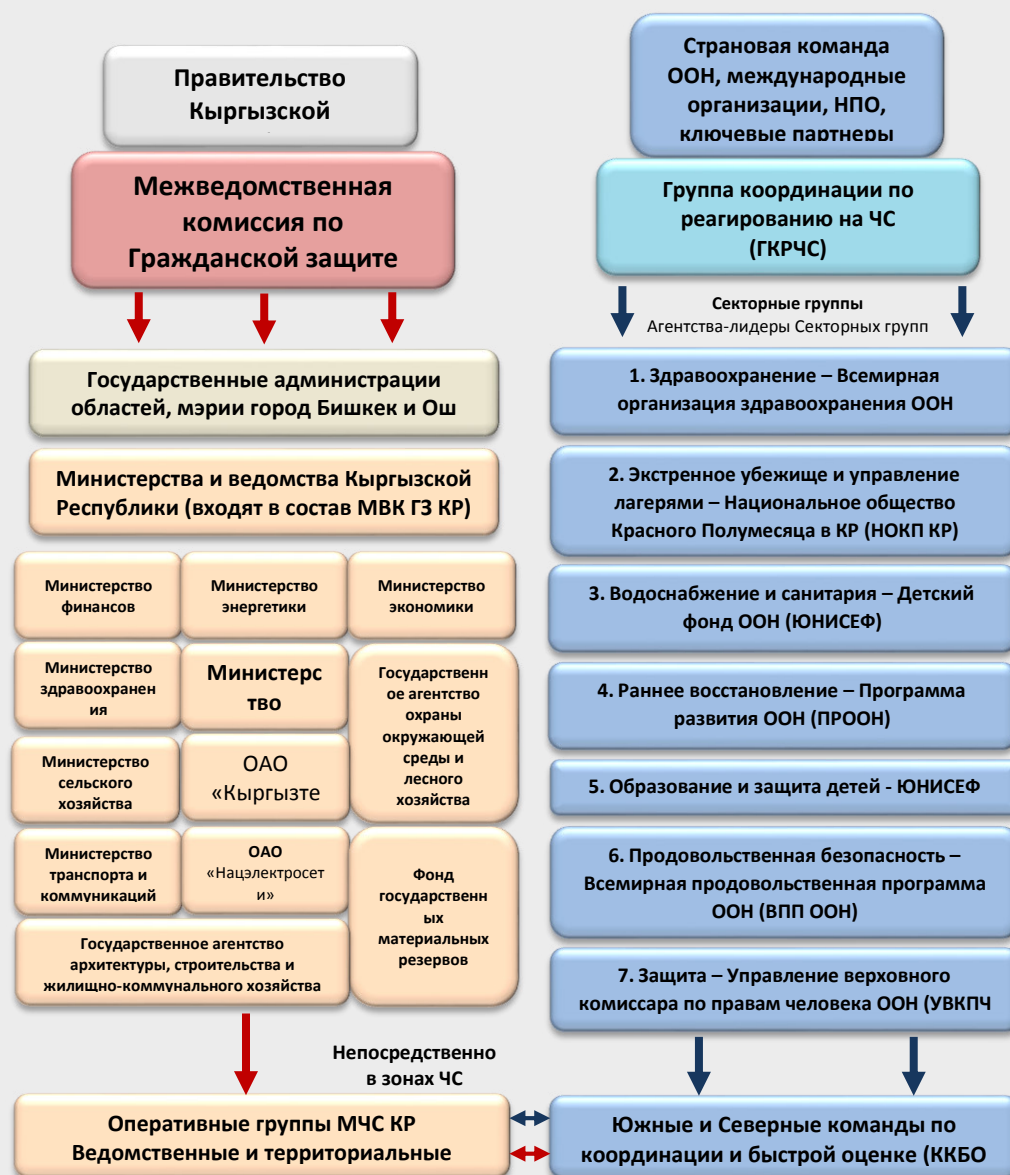 Правительство
Кыргызской
Межведомственная
комиссия по
Гражданской защите
Государственные администрации
областей, мэрии город Бишкек и Ош
Министерства и ведомства Кыргызской
Республики (входят в состав МВК ГЗ КР)
Министерство
финансов
Министерство
энергетики
Министерство
экономики
Министерство
здравоохранен
ия
Министерс
тво
Государственн
ое агентство
охраны
окружающей
среды и
лесного
хозяйства
Министерство
сельского
хозяйства
ОАО
«Кыргызте
Министерство
транспорта и
коммуникаций
ОАО
«Нацэлектросет
и»
Фонд
государственн
ых
материальных
резервов
Государственное агентство
архитектуры, строительства и
жилищно-коммунального хозяйства
Непосредственно
в зонах ЧС
Оперативные группы МЧС КР
Ведомственные и территориальные
Страновая команда
ООН, международные
организации, НПО,
ключевые партнеры
Группа координации по
реагированию на ЧС
(ГКРЧС)
Секторные группы
Агентства-лидеры Секторных групп
1. Здравоохранение – Всемирная
организация здравоохранения ООН
2. Экстренное убежище и управление
лагерями – Национальное общество
Красного Полумесяца в КР (НОКП КР)
3. Водоснабжение и санитария – Детский
фонд ООН (ЮНИСЕФ)
4. Раннее восстановление – Программа
развития ООН (ПРООН)
5. Образование и защита детей - ЮНИСЕФ
6. Продовольственная безопасность –
Всемирная продовольственная программа
ООН (ВПП ООН)
7. Защита – Управление верховного
комиссара по правам человека ООН (УВКПЧ
Южные и Северные команды по
координации и быстрой оценке (ККБО